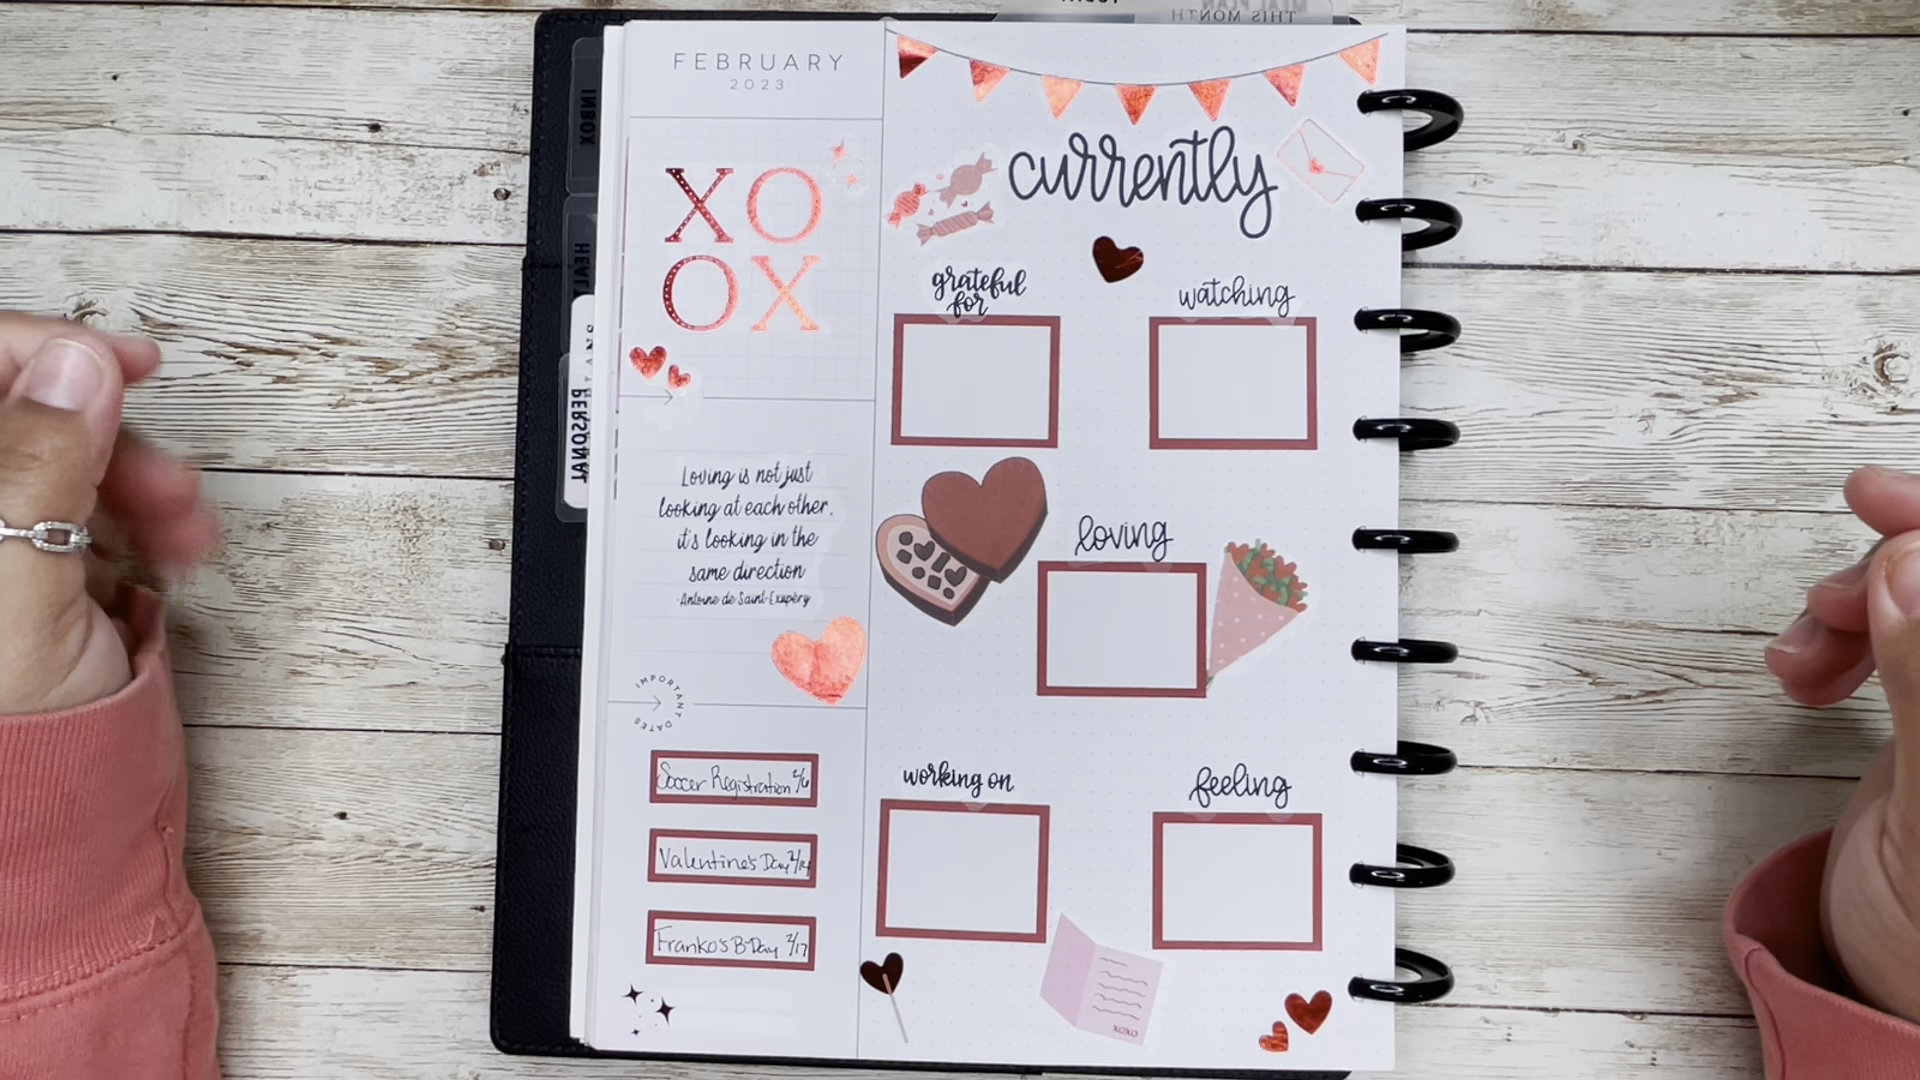 THIS MONTH
INBOX
PERSONAL
FEBRUARY
2023
XO
OX
Loving is not just
looking at each other,
it's looking in the
same direction
-Antoine de Saint-Exupéry
IMPORTANT DATES
Soccer Registration 2/6
Valentine's Day 2/14
Franko's B-Day 2/17
currently
grateful
for
watching
loving
working on
feeling
XOXO